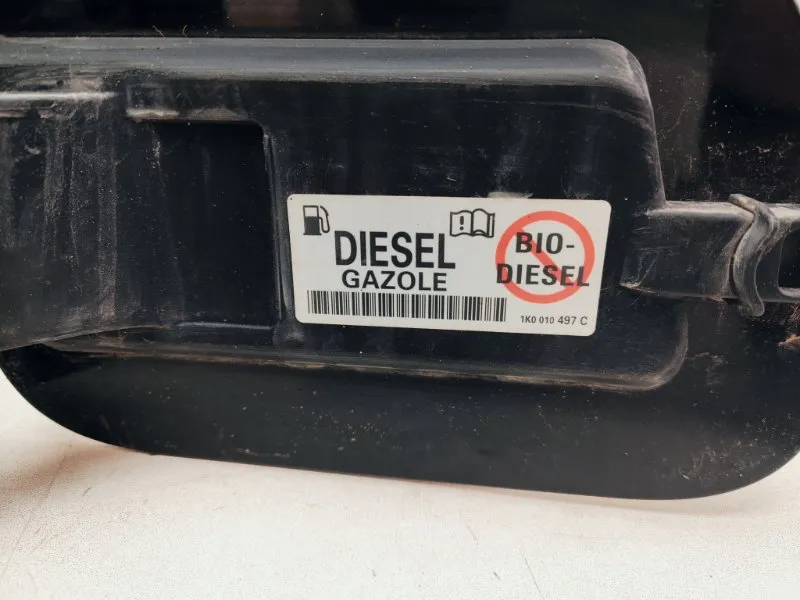 DIESEL
GAZOLE
BIO-
DIESEL
1K0 010 497 C